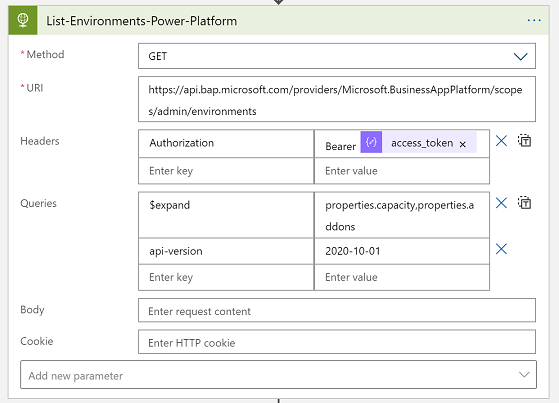 List-Environments-Power-Platform
...
* Method
GET
* URI
https://api.bap.microsoft.com/providers/Microsoft.BusinessAppPlatform/scope
s/admin/environments
Headers
Authorization
Bearer {/} access_token ×
Enter key
Enter value
Queries
$expand
properties.capacity,properties.a
ddons
api-version
2020-10-01
Enter key
Enter value
Body
Enter request content
Cookie
Enter HTTP cookie
Add new parameter